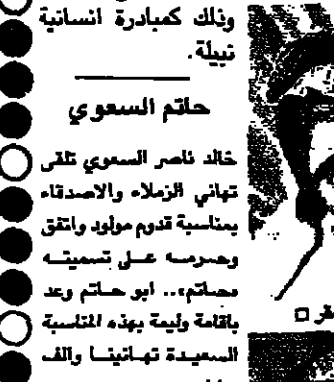 وذلك كمبادرة انسانية
نبيلة.
حاتم السعوي
خالد ناصر السعوي تلقى
تهاني الزملاء والاصدقاء
بمناسبة قدوم مولود واتفق
وحرمه على تسميته
«حاتم».. ابو حاتم وعد
باقامة وليمة بهذه المناسبة
السعيدة تهانينا والف